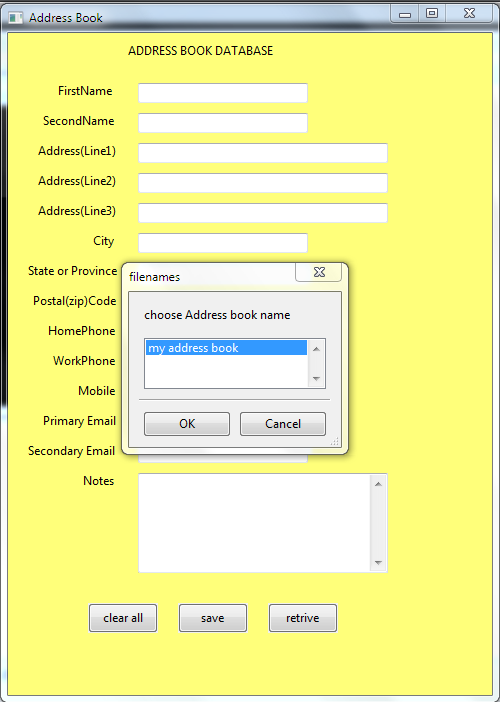 Address Book
ADDRESS BOOK DATABASE
FirstName
SecondName
Address(Line1)
Address(Line2)
Address(Line3)
City
State or Province
Postal(zip)Code
HomePhone
WorkPhone
Mobile
Primary Email
Secondary Email
Notes
filenames
choose Address book name
my address book
OK Cancel
clear all save retrive